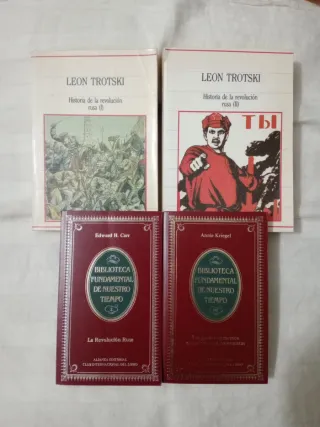 LEON TROTSKI
Historia de la revolución
rusa (I)
LEON TROTSKI
Historia de la revolución
rusa (II)
ТЫ
Edward H. Carr
BIBLIOTECA
FUNDAMENTAL
DE NUESTRO
TIEMPO
La Revolución Rusa
ALIANZA EDITORIAL
Annie Kriegel
BIBLIOTECA
FUNDAMENTAL
DE NUESTRO
TIEMPO